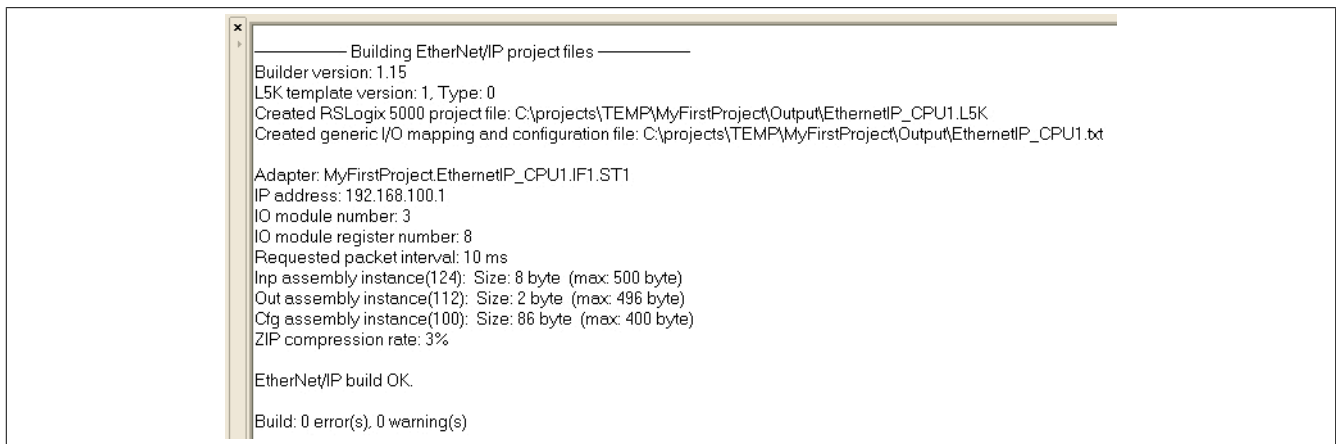 Building EtherNet/IP project files
Builder version: 1.15
L5K template version: 1, Type: 0
Created RSLogix 5000 project file: C:\projects\TEMP\MyFirstProject\Output\EthernetIP_CPU1.L5K
Created generic I/O mapping and configuration file: C:\projects\TEMP\MyFirstProject\Output\EthernetIP_CPU1.txt
Adapter: MyFirstProject.EthernetIP_CPU1.IF1.ST1
IP address: 192.168.100.1
IO module number: 3
IO module register number: 8
Requested packet interval: 10 ms
Inp assembly instance(124): Size: 8 byte (max: 500 byte)
Out assembly instance(112): Size: 2 byte (max: 496 byte)
Cfg assembly instance(100): Size: 86 byte (max: 400 byte)
ZIP compression rate: 3%
EtherNet/IP build OK.
Build: 0 error(s), 0 warning(s)